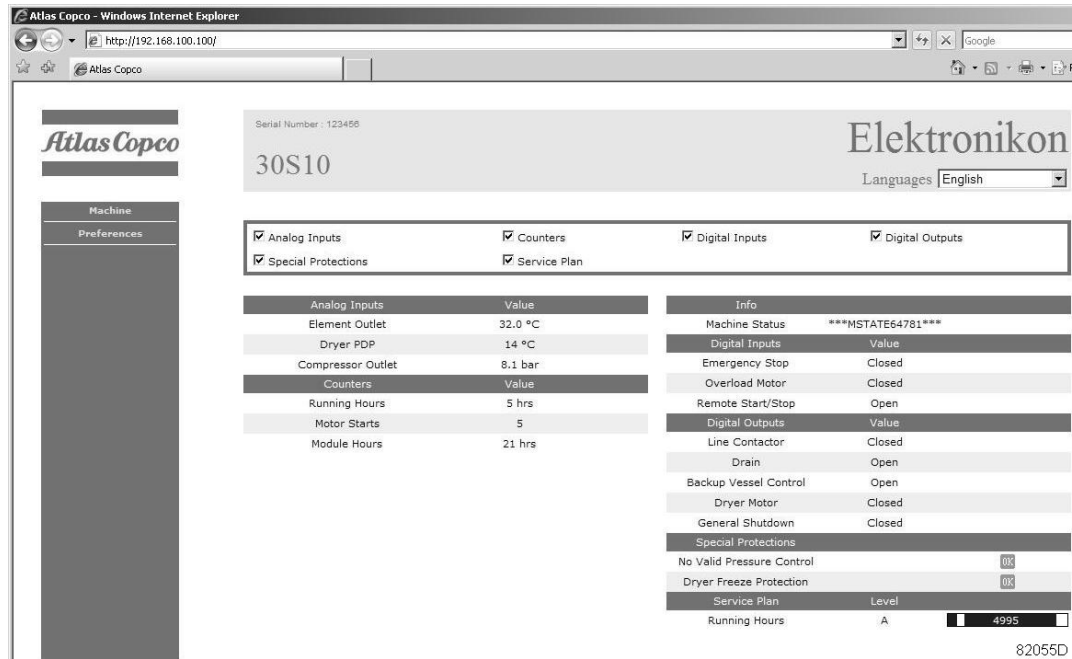 Atlas Copco - Windows Internet Explorer
http://192.168.100.100/
Google
Atlas Copco
Atlas Copco
Serial Number : 123456
30S10
Elektronikon
Languages English
Machine
Preferences
Analog Inputs Counters Digital Inputs Digital Outputs
Special Protections Service Plan
Analog Inputs Value
Element Outlet 32.0 °C
Dryer PDP 14 °C
Compressor Outlet 8.1 bar
Counters Value
Running Hours 5 hrs
Motor Starts 5
Module Hours 21 hrs
Info
Machine Status ***MSTATE64781***
Digital Inputs Value
Emergency Stop Closed
Overload Motor Closed
Remote Start/Stop Open
Digital Outputs Value
Line Contactor Closed
Drain Open
Backup Vessel Control Open
Dryer Motor Closed
General Shutdown Closed
Special Protections
No Valid Pressure Control OK
Dryer Freeze Protection OK
Service Plan Level
Running Hours A 4995
82055D